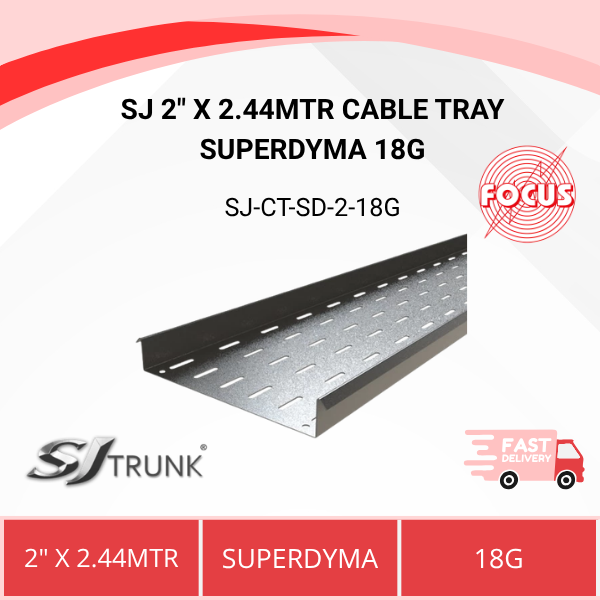 SJ 2" X 2.44MTR CABLE TRAY
SUPERDYMA 18G
SJ-CT-SD-2-18G
FOCUS
SJ TRUNK®
FAST
DELIVERY
2" X 2.44MTR
SUPERDYMA
18G